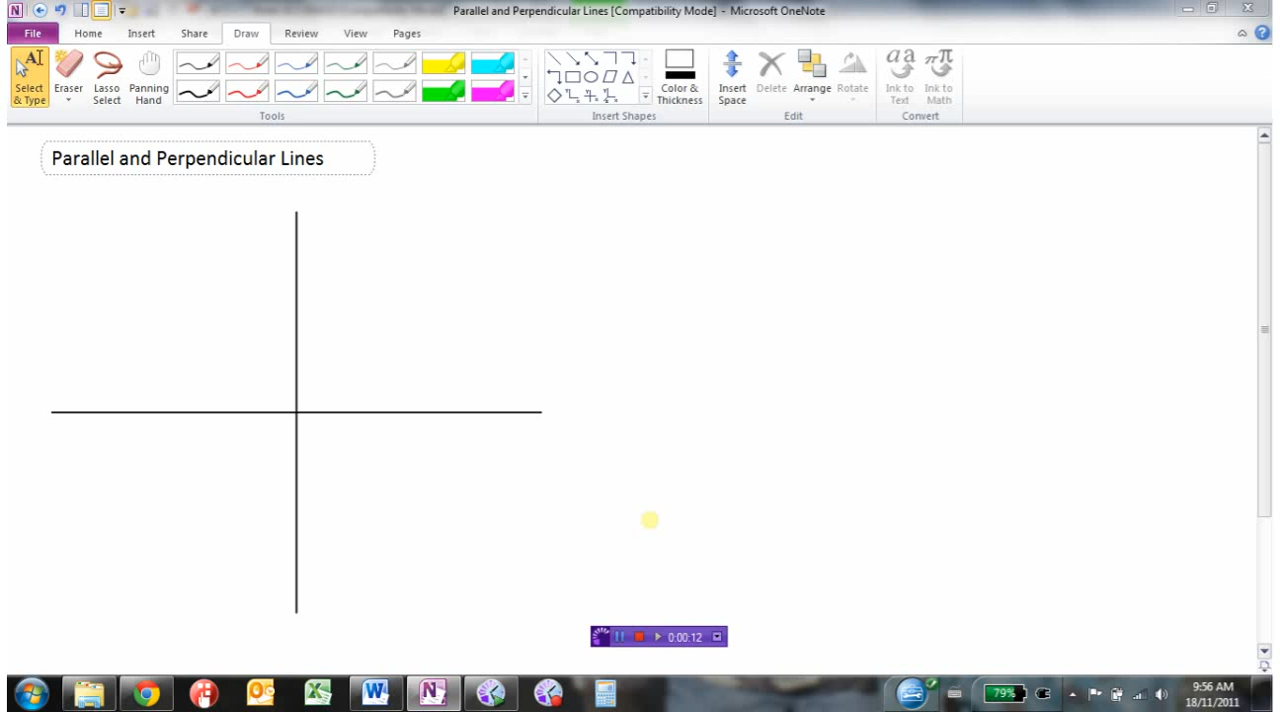 Parallel and Perpendicular Lines [Compatibility Mode] - Microsoft OneNote
File Home Insert Share Draw Review View Pages
Select & Type
Eraser
Lasso Select
Panning Hand
Color & Thickness
Insert Space
Delete
Arrange
Rotate
Ink to Text
Ink to Math
Tools
Insert Shapes
Edit
Convert
Parallel and Perpendicular Lines
0:00:12
79%
9:56 AM
18/11/2011